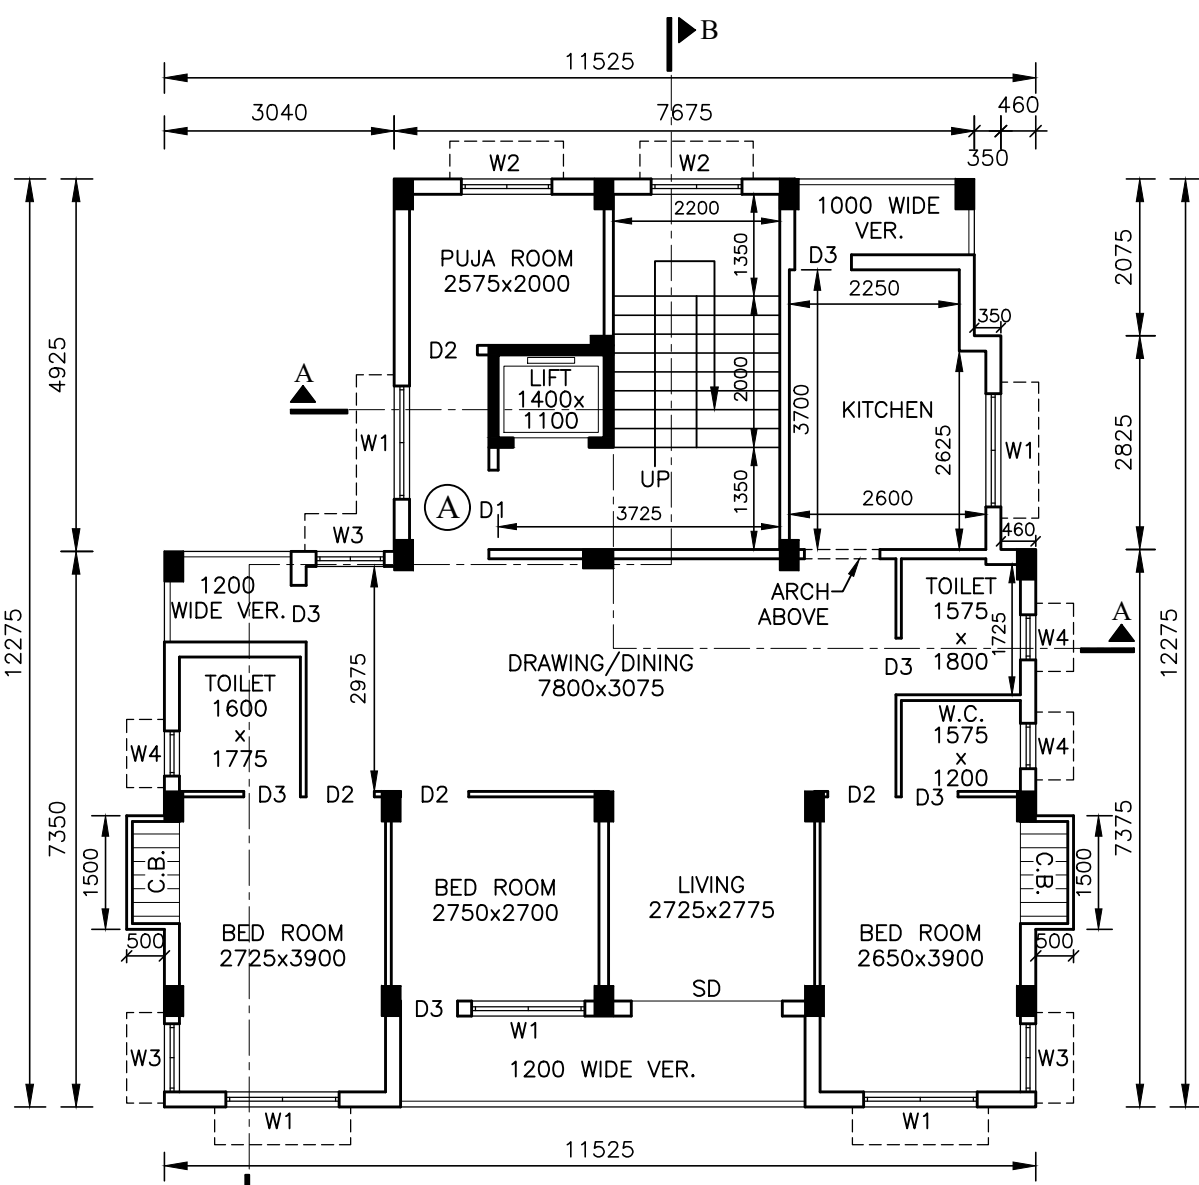 B
11525
3040
7675
460
350
W2
W2
2200
1000 WIDE
VER.
PUJA ROOM
2575x2000
1350
D3
2250
2075
350
4925
D2
A
LIFT
1400x
1100
2000
3700
KITCHEN
2625
2825
W1
W1
UP
A
D1
3725
1350
2600
W3
460
1200
WIDE VER.
D3
ARCH
ABOVE
TOILET
1575
x
1800
1725
W4
A
12275
12275
D3
DRAWING/DINING
7800x3075
2975
TOILET
1600
x
1775
W.C.
1575
x
1200
W4
W4
D3
D2
D2
D2
D3
7350
7375
1500
C.B.
C.B.
1500
BED ROOM
2750x2700
LIVING
2725x2775
500
BED ROOM
2725x3900
BED ROOM
2650x3900
500
SD
D3
W1
W3
W3
1200 WIDE VER.
W1
W1
11525